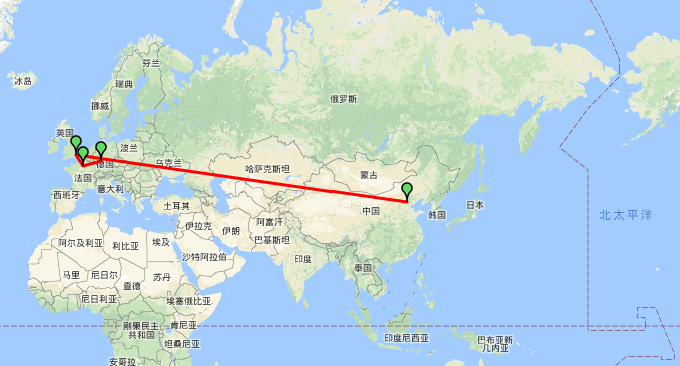 冰岛
芬兰
瑞典
挪威
俄罗斯
英国
波兰
德国
乌克兰
哈萨克斯坦
蒙古
法国
意大利
西班牙
土耳其
中国
韩国
日本
北太平洋
阿富汗
伊拉克
伊朗
巴基斯坦
阿尔及利亚
利比亚
埃及
沙特阿拉伯
印度
泰国
马里
尼日尔
乍得
苏丹
尼日利亚
埃塞俄比亚
刚果民主
共和国
肯尼亚
坦桑尼亚
安哥拉
印度尼西亚
巴布亚新
几内亚